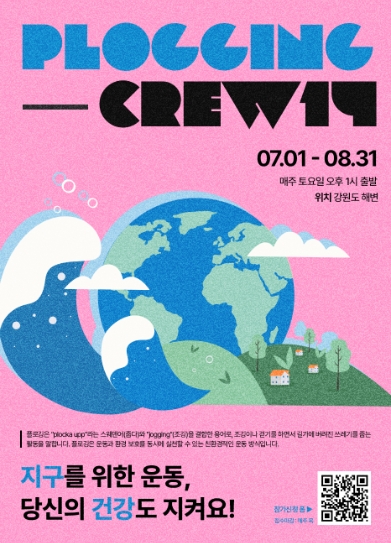 PLOGGING
CREW19
07.01 - 08.31
매주 토요일 오후 1시 출발
위치 강원도 해변
플로깅은 "plocka upp"라는 스웨덴어(줍다)와 "jogging"(조깅)을 결합한 용어로, 조깅이나 걷기를 하면서 길가에 버려진 쓰레기를 줍는
활동을 말합니다. 플로깅은 운동과 환경 보호를 동시에 실천할 수 있는 친환경적인 운동 방식입니다.
지구를 위한 운동,
당신의 건강도 지켜요!
참가신청 폼 ▶